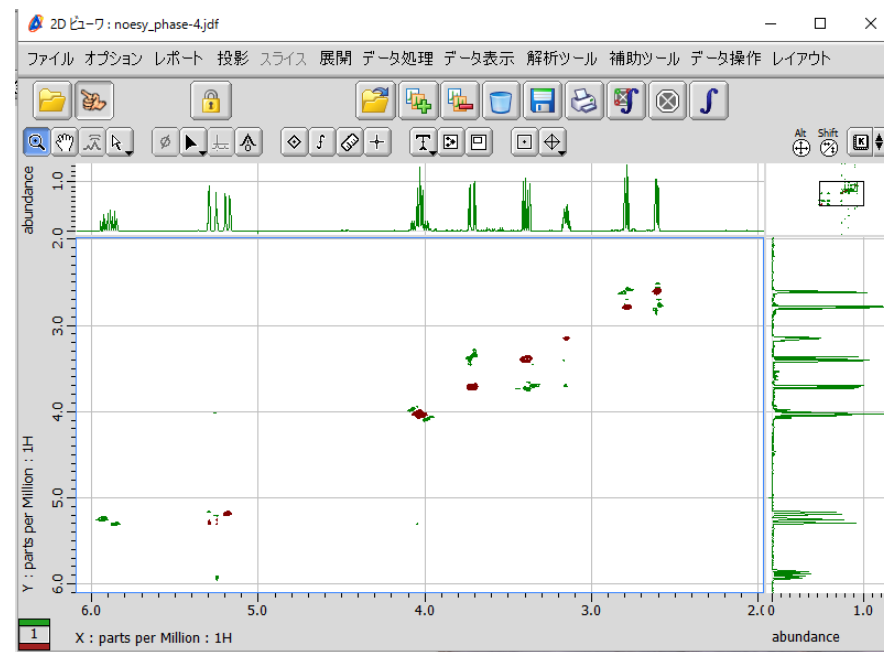 2D ビューワ : noesy_phase-4.jdf
ファイル オプション レポート 投影 スライス 展開 データ処理 データ表示 解析ツール 補助ツール データ操作 レイアウト
Alt Shift
K
T
abundance
1.0
0
2.
3.0
4.0
5.0
6.0
Y : parts per Million : 1H
6.0 5.0 4.0 3.0 2.0 0 1.0
1
X : parts per Million : 1H
abundance